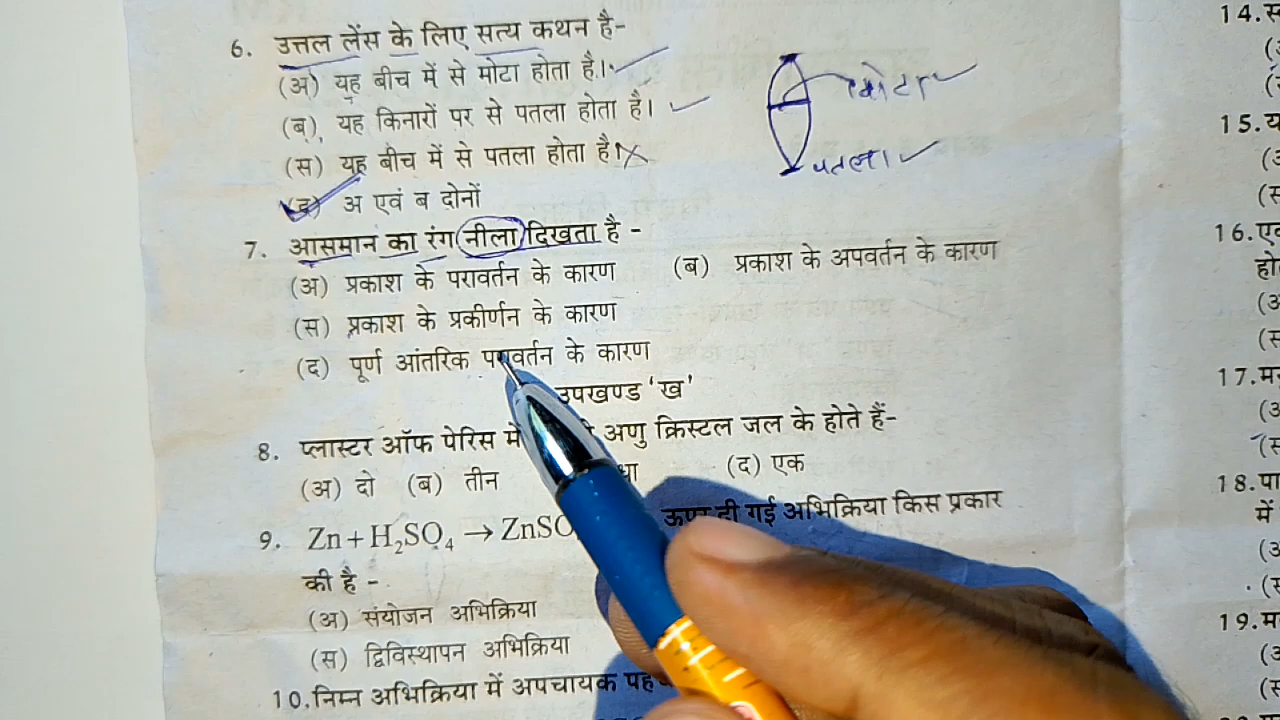 6. उत्तल लेंस के लिए सत्य कथन है-
(अ) यह बीच में से मोटा होता है।
(ब) यह किनारों पर से पतला होता है।
(स) यह बीच में से पतला होता है।
(द) अ एवं ब दोनों
मोटा
पतला
7. आसमान का रंग नीला दिखता है -
(अ) प्रकाश के परावर्तन के कारण (ब) प्रकाश के अपवर्तन के कारण
(स) प्रकाश के प्रकीर्णन के कारण
(द) पूर्ण आंतरिक परावर्तन के कारण
उपखण्ड 'ख'
8. प्लास्टर ऑफ पेरिस में अणु क्रिस्टल जल के होते हैं-
(अ) दो (ब) तीन (द) एक
9. Zn + H₂SO₄ → ZnSO ऊपर दी गई अभिक्रिया किस प्रकार
की है -
(अ) संयोजन अभिक्रिया
(स) द्विविस्थापन अभिक्रिया
10. निम्न अभिक्रिया में अपचायक
14.
15.
16.
17.
18.
में
19.